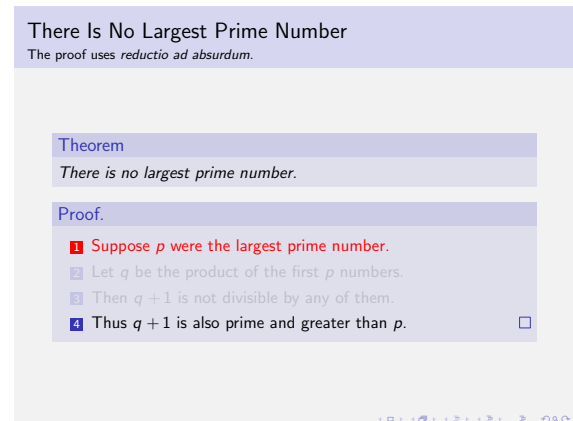 There Is No Largest Prime Number
The proof uses reductio ad absurdum.
Theorem
There is no largest prime number.
Proof.
1 Suppose p were the largest prime number.
2 Let q be the product of the first p numbers.
3 Then q + 1 is not divisible by any of them.
4 Thus q + 1 is also prime and greater than p.